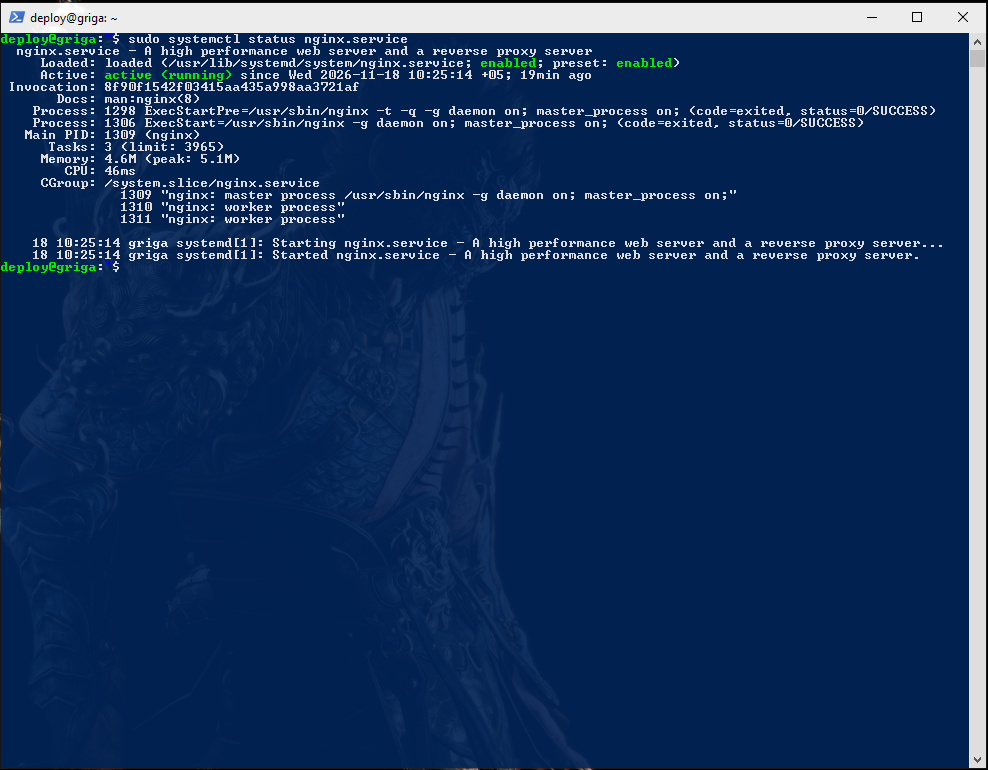 deploy@griga: ~
deploy@griga:~$ sudo systemctl status nginx.service
nginx.service - A high performance web server and a reverse proxy server
Loaded: loaded (/usr/lib/systemd/system/nginx.service; enabled; preset: enabled)
Active: active (running) since Wed 2026-11-18 10:25:14 +05; 19min ago
Invocation: 8f90f1542f03415aa435a998aa3721af
Docs: man:nginx(8)
Process: 1298 ExecStartPre=/usr/sbin/nginx -t -q -g daemon on; master_process on; (code=exited, status=0/SUCCESS)
Process: 1306 ExecStart=/usr/sbin/nginx -g daemon on; master_process on; (code=exited, status=0/SUCCESS)
Main PID: 1309 (nginx)
Tasks: 3 (limit: 3965)
Memory: 4.6M (peak: 5.1M)
CPU: 46ms
CGroup: /system.slice/nginx.service
1309 "nginx: master process /usr/sbin/nginx -g daemon on; master_process on;"
1310 "nginx: worker process"
1311 "nginx: worker process"
18 10:25:14 griga systemd[1]: Starting nginx.service - A high performance web server and a reverse proxy server...
18 10:25:14 griga systemd[1]: Started nginx.service - A high performance web server and a reverse proxy server.
deploy@griga:~$